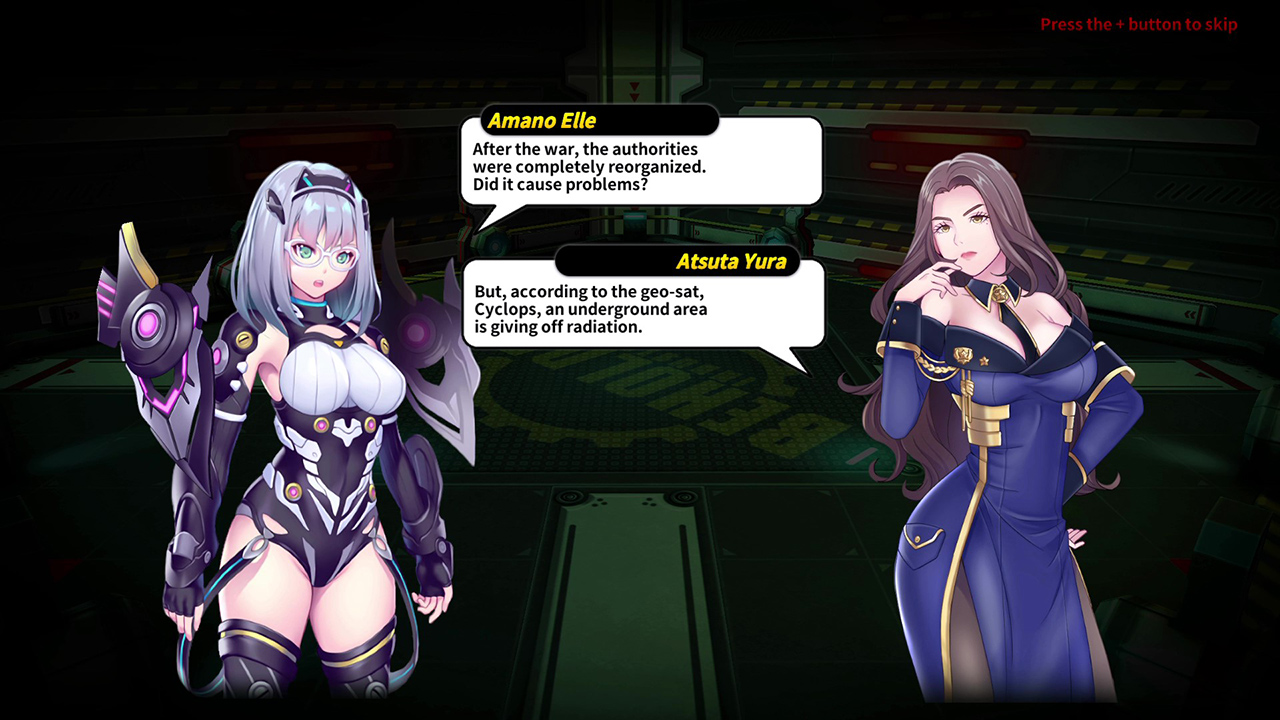 Press the + button to skip
Amano Elle
After the war, the authorities
were completely reorganized.
Did it cause problems?
Atsuta Yura
But, according to the geo-sat,
Cyclops, an underground area
is giving off radiation.